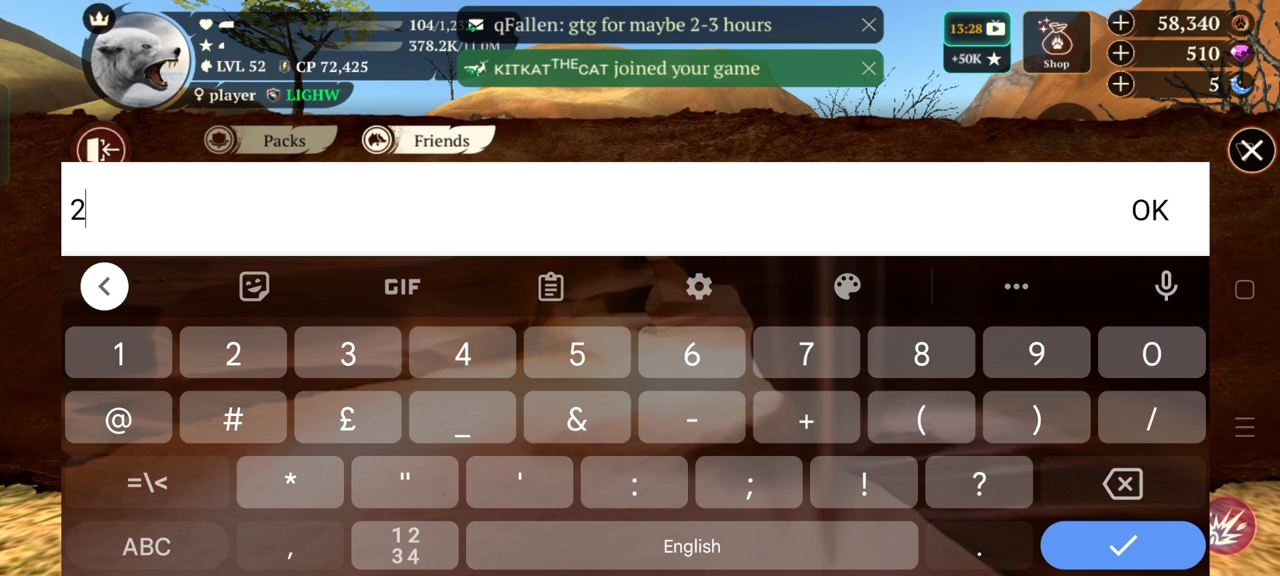 104/1,23
378.2K/11.0M
LVL 52 CP 72,425
player LIGHW
qFallen: gtg for maybe 2-3 hours
KITKATTHECAT joined your game
13:28
+50K
Shop
58,340
510
5
Packs Friends
2 OK
GIF
1 2 3 4 5 6 7 8 9 0
@ # £ _ & - + ( ) /
=\< * " ' : ; ! ?
ABC , 12 34 English .